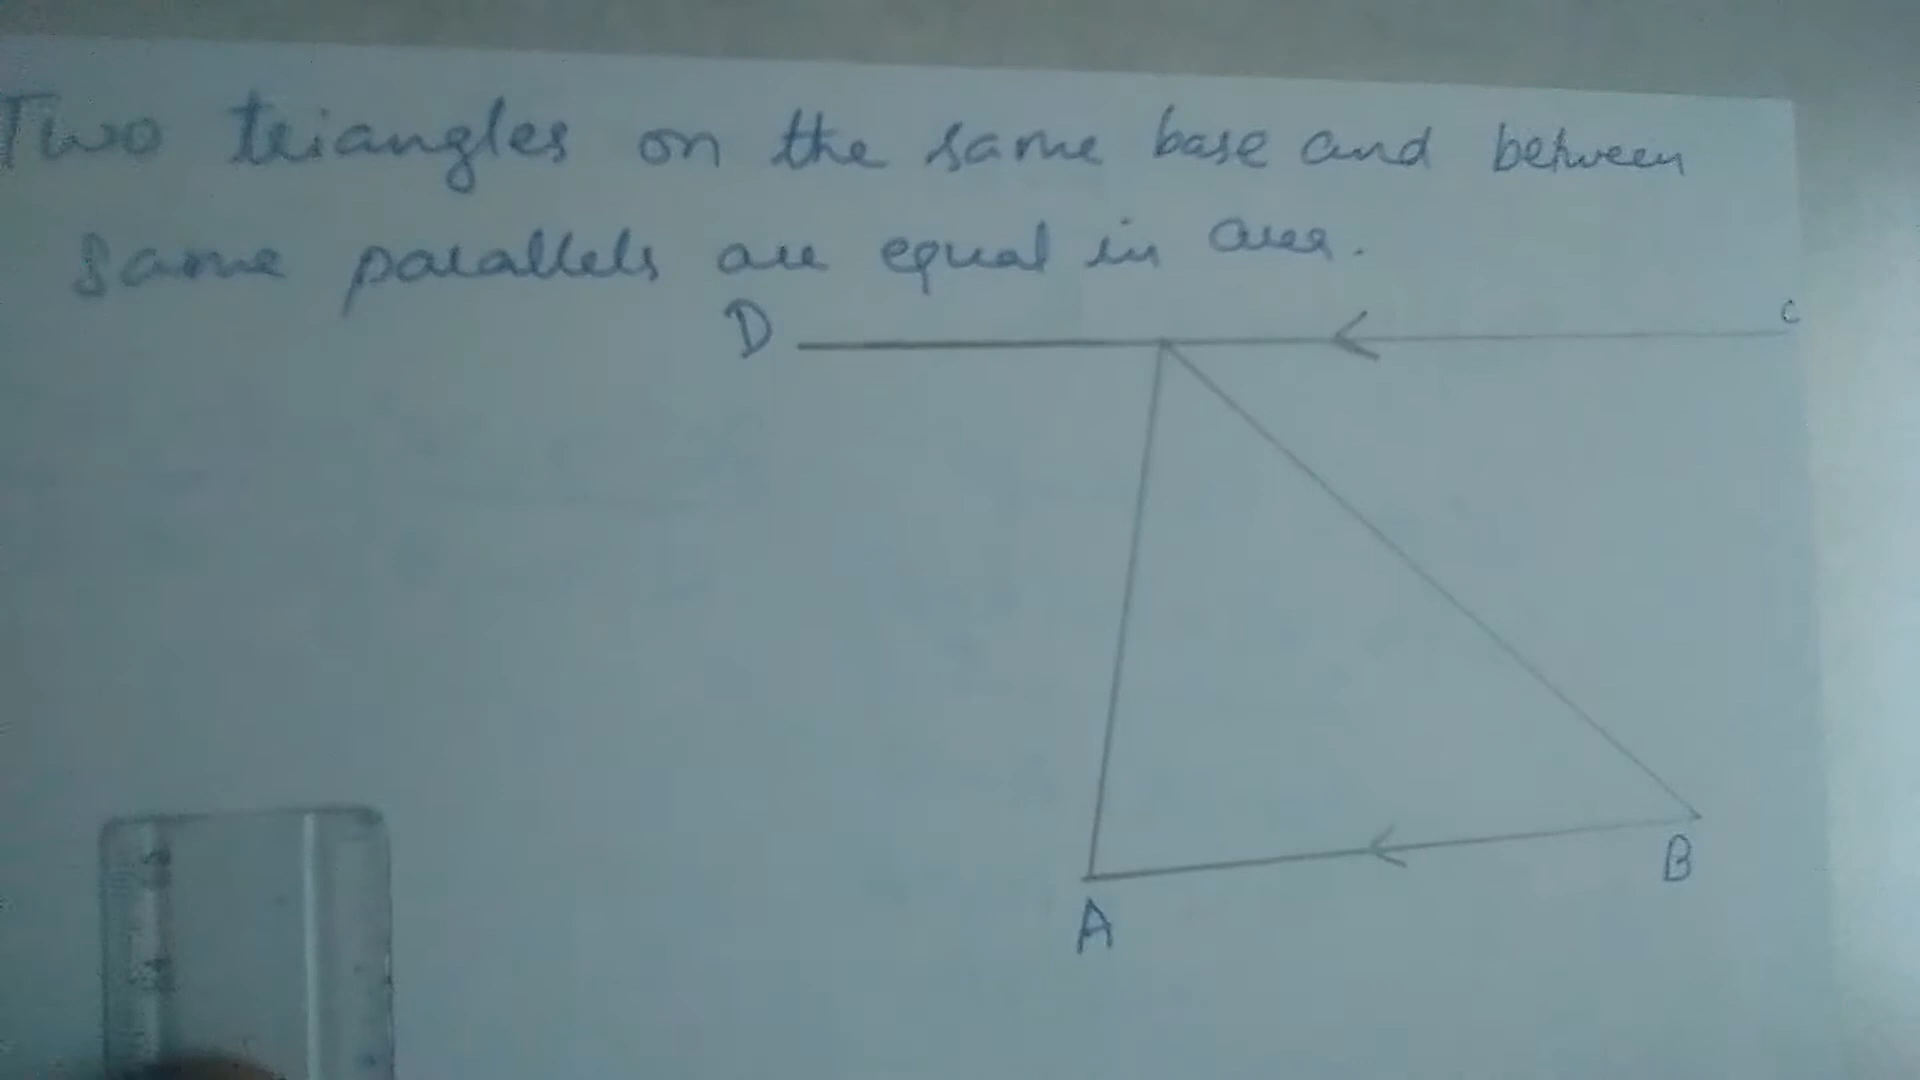 Two triangles on the same base and between
same parallels are equal in area.
D
C
B
A